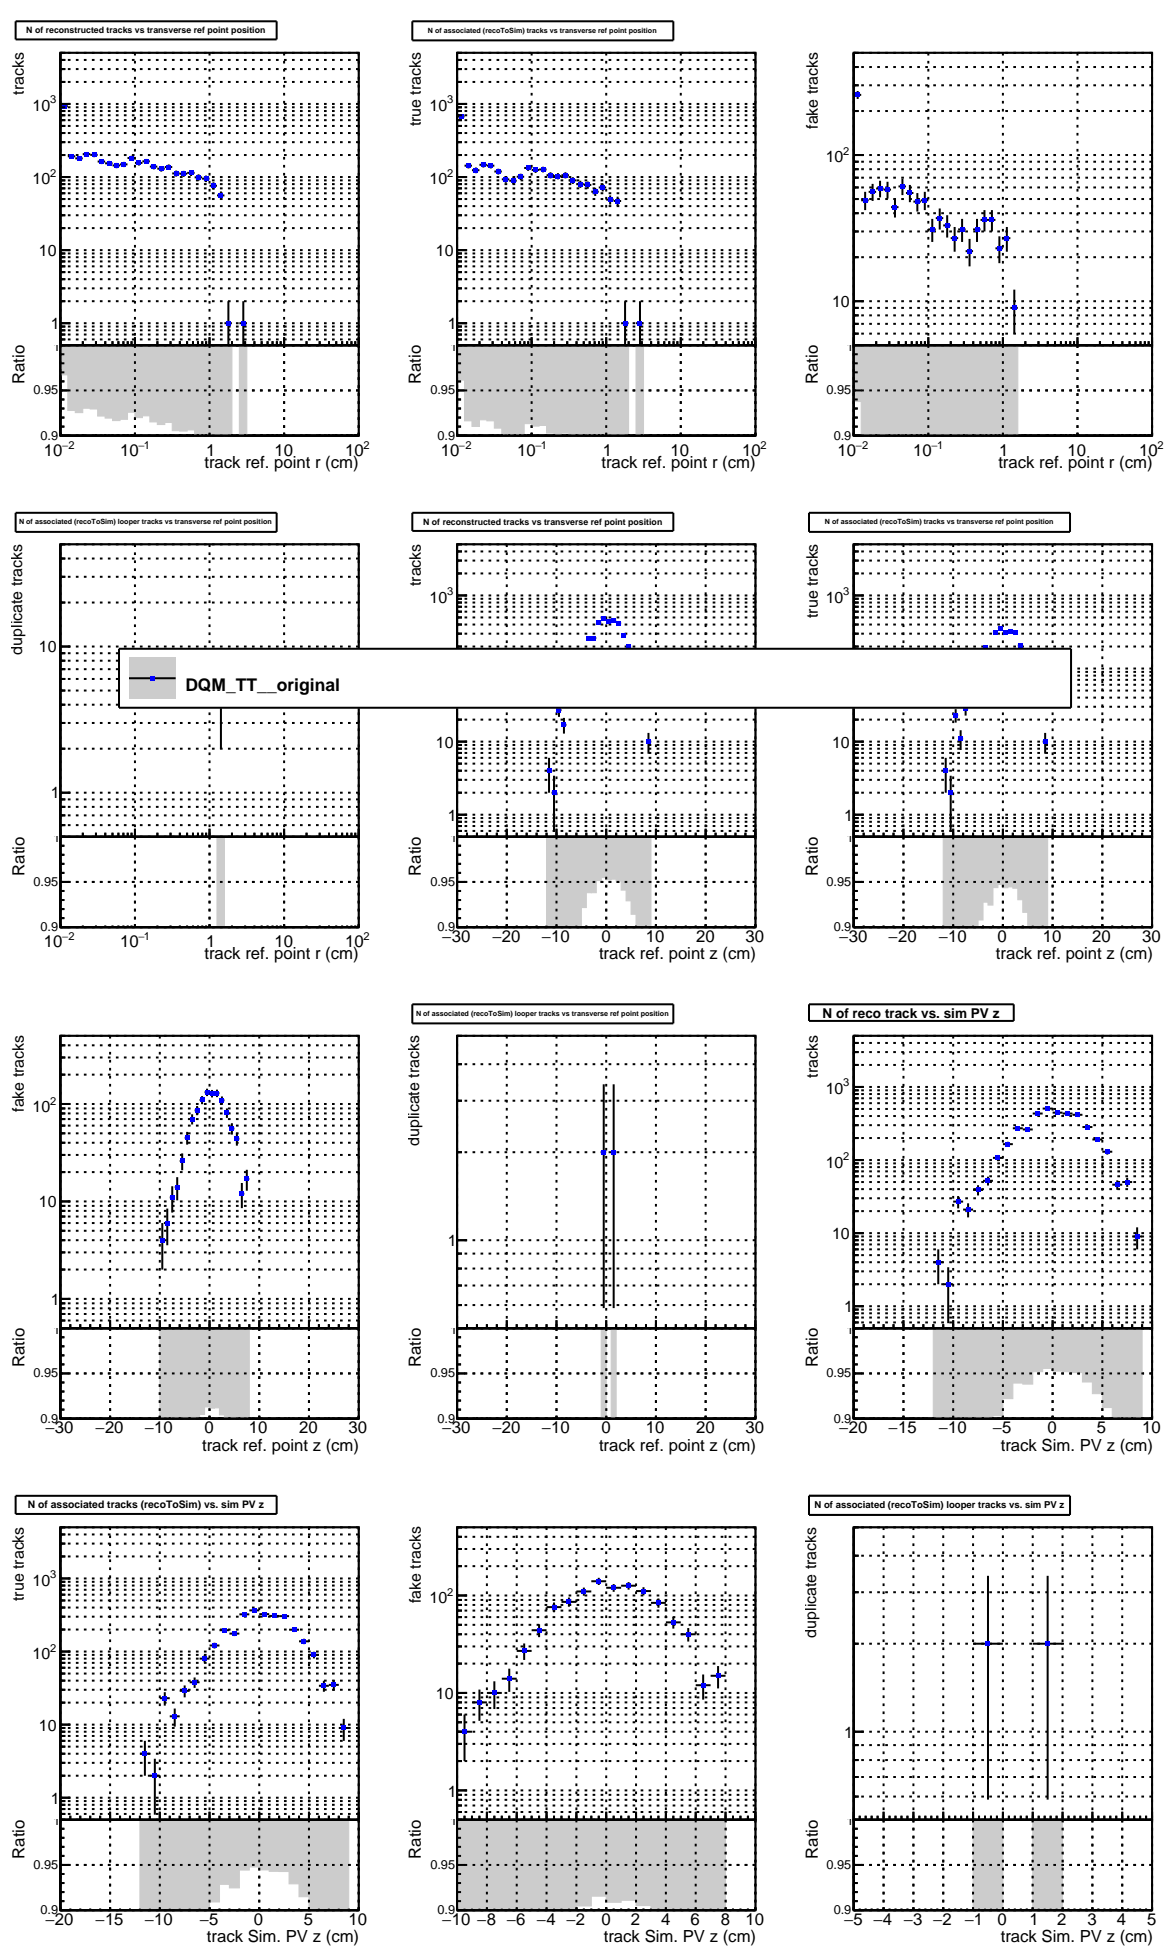 N of reconstructed tracks vs transverse ref point position
tracks
10³
10²
10
1
Ratio
1
0.95
0.9
10⁻² 10⁻¹ 1 10 10²
track ref. point r (cm)
N of associated (recoToSim) tracks vs transverse ref point position
true tracks
10³
10²
10
1
Ratio
1
0.95
0.9
10⁻² 10⁻¹ 1 10 10²
track ref. point r (cm)
fake tracks
10²
10
Ratio
1
0.95
0.9
10⁻² 10⁻¹ 1 10 10²
track ref. point r (cm)
N of associated (recoToSim) looper tracks vs transverse ref point position
duplicate tracks
10
1
Ratio
1
0.95
0.9
10⁻² 10⁻¹ 1 10 10²
track ref. point r (cm)
N of reconstructed tracks vs transverse ref point position
tracks
10³
10
1
Ratio
1
0.95
0.9
−30 −20 −10 0 10 20 30
track ref. point z (cm)
N of associated (recoToSim) tracks vs transverse ref point position
true tracks
10³
10
1
Ratio
1
0.95
0.9
−30 −20 −10 0 10 20 30
track ref. point z (cm)
DQM_TT__original
fake tracks
10²
10
1
Ratio
1
0.95
0.9
−30 −20 −10 0 10 20 30
track ref. point z (cm)
N of associated (recoToSim) looper tracks vs transverse ref point position
duplicate tracks
1
Ratio
1
0.95
0.9
−30 −20 −10 0 10 20 30
track ref. point z (cm)
N of reco track vs. sim PV z
tracks
10³
10²
10
1
Ratio
1
0.95
0.9
−20 −15 −10 −5 0 5 10
track Sim. PV z (cm)
N of associated tracks (recoToSim) vs. sim PV z
true tracks
10³
10²
10
1
Ratio
1
0.95
0.9
−20 −15 −10 −5 0 5 10
track Sim. PV z (cm)
fake tracks
10²
10
1
Ratio
1
0.95
0.9
−10 −8 −6 −4 −2 0 2 4 6 8 10
track Sim. PV z (cm)
N of associated (recoToSim) looper tracks vs. sim PV z
duplicate tracks
1
Ratio
1
0.95
0.9
−5 −4 −3 −2 −1 0 1 2 3 4 5
track Sim. PV z (cm)